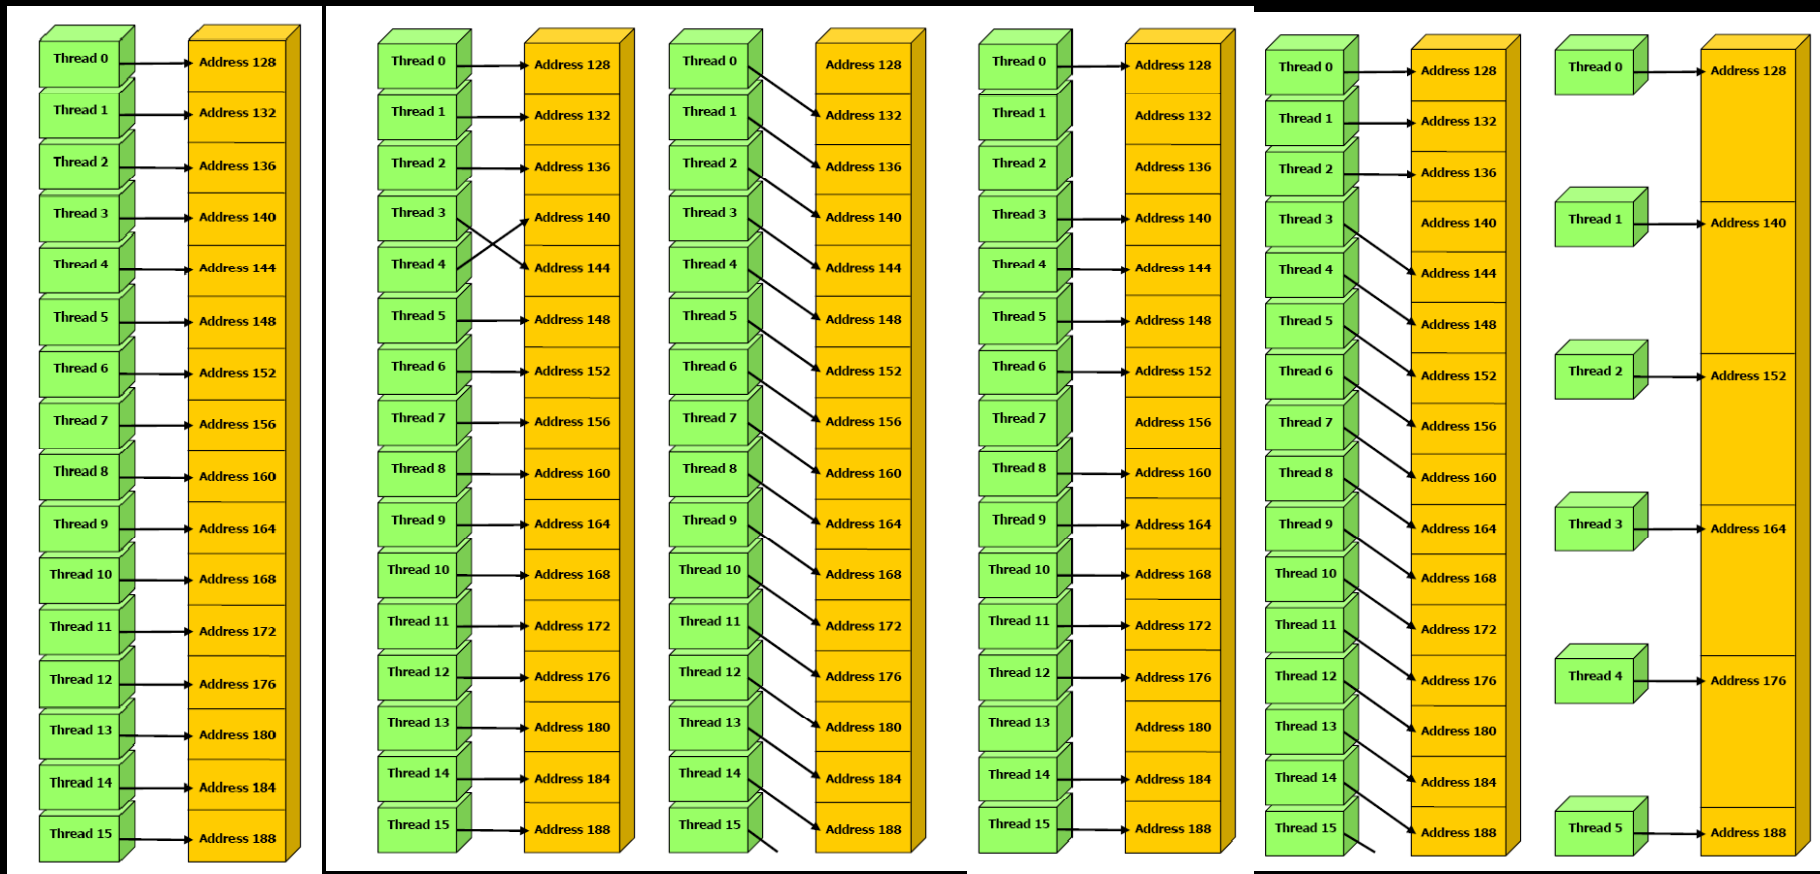 Thread 0
Thread 1
Thread 2
Thread 3
Thread 4
Thread 5
Thread 6
Thread 7
Thread 8
Thread 9
Thread 10
Thread 11
Thread 12
Thread 13
Thread 14
Thread 15
Address 128
Address 132
Address 136
Address 140
Address 144
Address 148
Address 152
Address 156
Address 160
Address 164
Address 168
Address 172
Address 176
Address 180
Address 184
Address 188
Thread 0
Thread 1
Thread 2
Thread 3
Thread 4
Thread 5
Thread 6
Thread 7
Thread 8
Thread 9
Thread 10
Thread 11
Thread 12
Thread 13
Thread 14
Thread 15
Address 128
Address 132
Address 136
Address 140
Address 144
Address 148
Address 152
Address 156
Address 160
Address 164
Address 168
Address 172
Address 176
Address 180
Address 184
Address 188
Thread 0
Thread 1
Thread 2
Thread 3
Thread 4
Thread 5
Thread 6
Thread 7
Thread 8
Thread 9
Thread 10
Thread 11
Thread 12
Thread 13
Thread 14
Thread 15
Address 128
Address 132
Address 136
Address 140
Address 144
Address 148
Address 152
Address 156
Address 160
Address 164
Address 168
Address 172
Address 176
Address 180
Address 184
Address 188
Thread 0
Thread 1
Thread 2
Thread 3
Thread 4
Thread 5
Thread 6
Thread 7
Thread 8
Thread 9
Thread 10
Thread 11
Thread 12
Thread 13
Thread 14
Thread 15
Address 128
Address 132
Address 136
Address 140
Address 144
Address 148
Address 152
Address 156
Address 160
Address 164
Address 168
Address 172
Address 176
Address 180
Address 184
Address 188
Thread 0
Thread 1
Thread 2
Thread 3
Thread 4
Thread 5
Thread 6
Thread 7
Thread 8
Thread 9
Thread 10
Thread 11
Thread 12
Thread 13
Thread 14
Thread 15
Address 128
Address 132
Address 136
Address 140
Address 144
Address 148
Address 152
Address 156
Address 160
Address 164
Address 168
Address 172
Address 176
Address 180
Address 184
Address 188
Thread 0
Thread 1
Thread 2
Thread 3
Thread 4
Thread 5
Address 128
Address 140
Address 152
Address 164
Address 176
Address 188